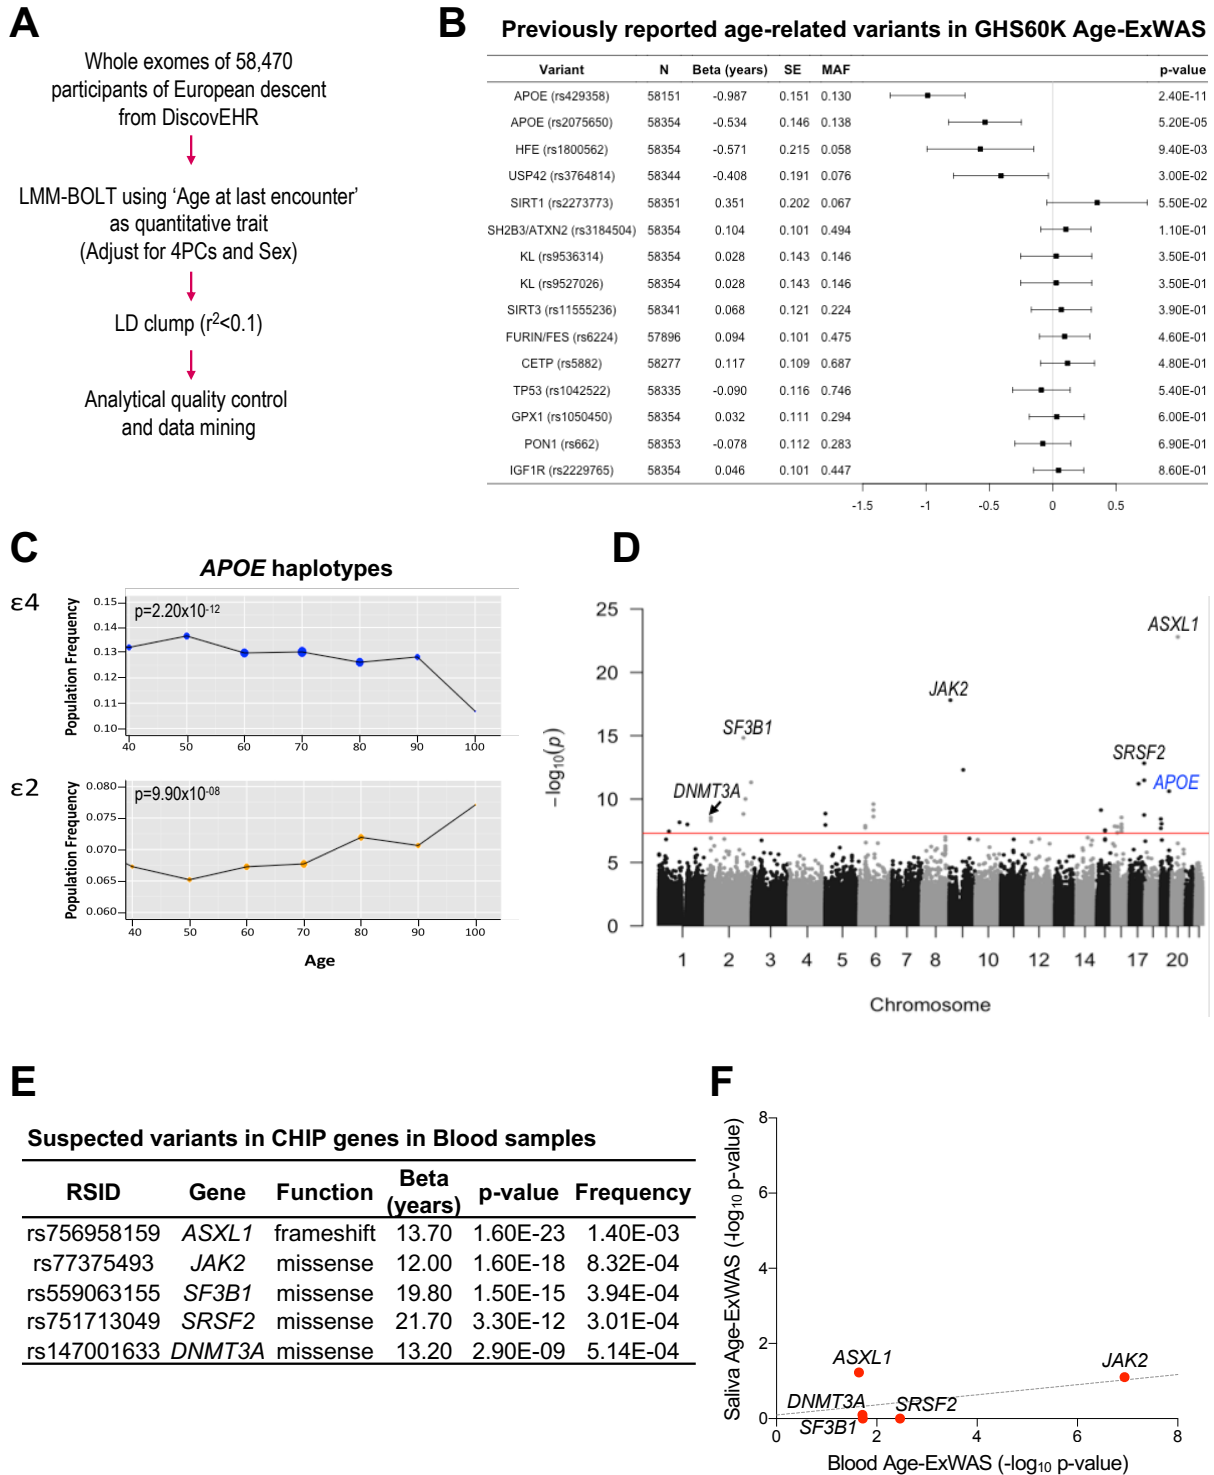 A
Whole exomes of 58,470
participants of European descent
from DiscovEHR
LMM-BOLT using ‘Age at last encounter’
as quantitative trait
(Adjust for 4PCs and Sex)
LD clump (r²<0.1)
Analytical quality control
and data mining
B
Previously reported age-related variants in GHS60K Age-ExWAS
Variant N Beta (years) SE MAF p-value
APOE (rs429358) 58151 -0.987 0.151 0.130 2.40E-11
APOE (rs2075650) 58354 -0.534 0.146 0.138 5.20E-05
HFE (rs1800562) 58354 -0.571 0.215 0.058 9.40E-03
USP42 (rs3764814) 58344 -0.408 0.191 0.076 3.00E-02
SIRT1 (rs2273773) 58351 0.351 0.202 0.067 5.50E-02
SH2B3/ATXN2 (rs3184504) 58354 0.104 0.101 0.494 1.10E-01
KL (rs9536314) 58354 0.028 0.143 0.146 3.50E-01
KL (rs9527026) 58354 0.028 0.143 0.146 3.50E-01
SIRT3 (rs11555236) 58341 0.068 0.121 0.224 3.90E-01
FURIN/FES (rs6224) 57896 0.094 0.101 0.475 4.60E-01
CETP (rs5882) 58277 0.117 0.109 0.687 4.80E-01
TP53 (rs1042522) 58335 -0.090 0.116 0.746 5.40E-01
GPX1 (rs1050450) 58354 0.032 0.111 0.294 6.00E-01
PON1 (rs662) 58353 -0.078 0.112 0.283 6.90E-01
IGF1R (rs2229765) 58354 0.046 0.101 0.447 8.60E-01
-1.5 -1 -0.5 0 0.5
C
APOE haplotypes
ε4
Population Frequency
0.15
0.14
0.13
0.12
0.11
0.10
p=2.20x10⁻¹²
40 50 60 70 80 90 100
ε2
Population Frequency
0.080
0.075
0.070
0.065
0.060
p=9.90x10⁻⁰⁸
40 50 60 70 80 90 100
Age
D
−log₁₀(p)
25
20
15
10
5
0
ASXL1
JAK2
SF3B1
SRSF2
APOE
DNMT3A
1 2 3 4 5 6 7 8 10 12 14 17 20
Chromosome
E
Suspected variants in CHIP genes in Blood samples
RSID Gene Function Beta (years) p-value Frequency
rs756958159 ASXL1 frameshift 13.70 1.60E-23 1.40E-03
rs77375493 JAK2 missense 12.00 1.60E-18 8.32E-04
rs559063155 SF3B1 missense 19.80 1.50E-15 3.94E-04
rs751713049 SRSF2 missense 21.70 3.30E-12 3.01E-04
rs147001633 DNMT3A missense 13.20 2.90E-09 5.14E-04
F
Saliva Age-ExWAS (-log₁₀ p-value)
8
6
4
2
0
ASXL1
JAK2
DNMT3A
SRSF2
SF3B1
0 2 4 6 8
Blood Age-ExWAS (-log₁₀ p-value)